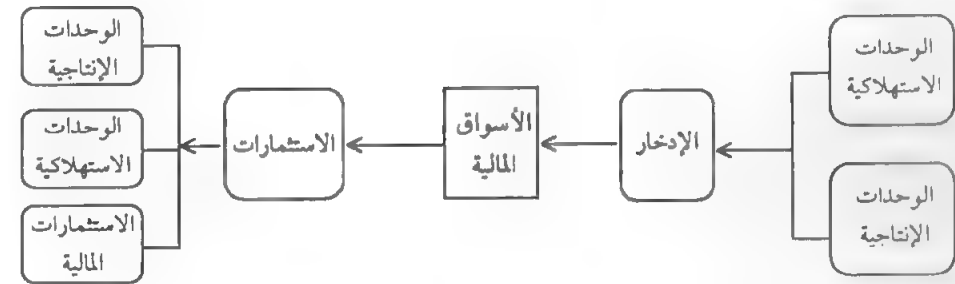 الوحدات
الاستهلاكية
الوحدات
الإنتاجية
الإدخار
الأسواق
المالية
الاستثمارات
الوحدات
الإنتاجية
الوحدات
الاستهلاكية
الاستثمارات
المالية